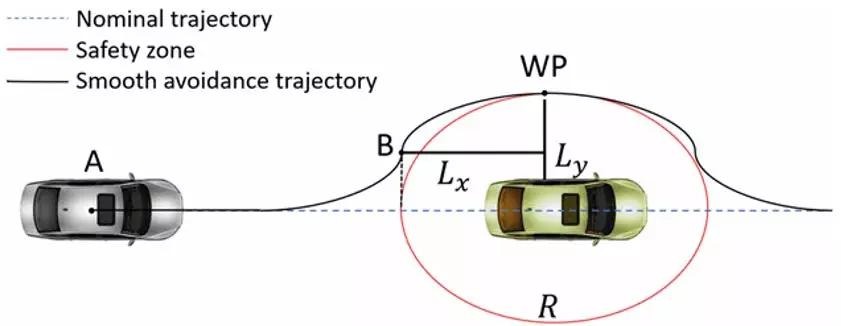 Nominal trajectory
Safety zone
Smooth avoidance trajectory
WP
A
B
Lx
Ly
R